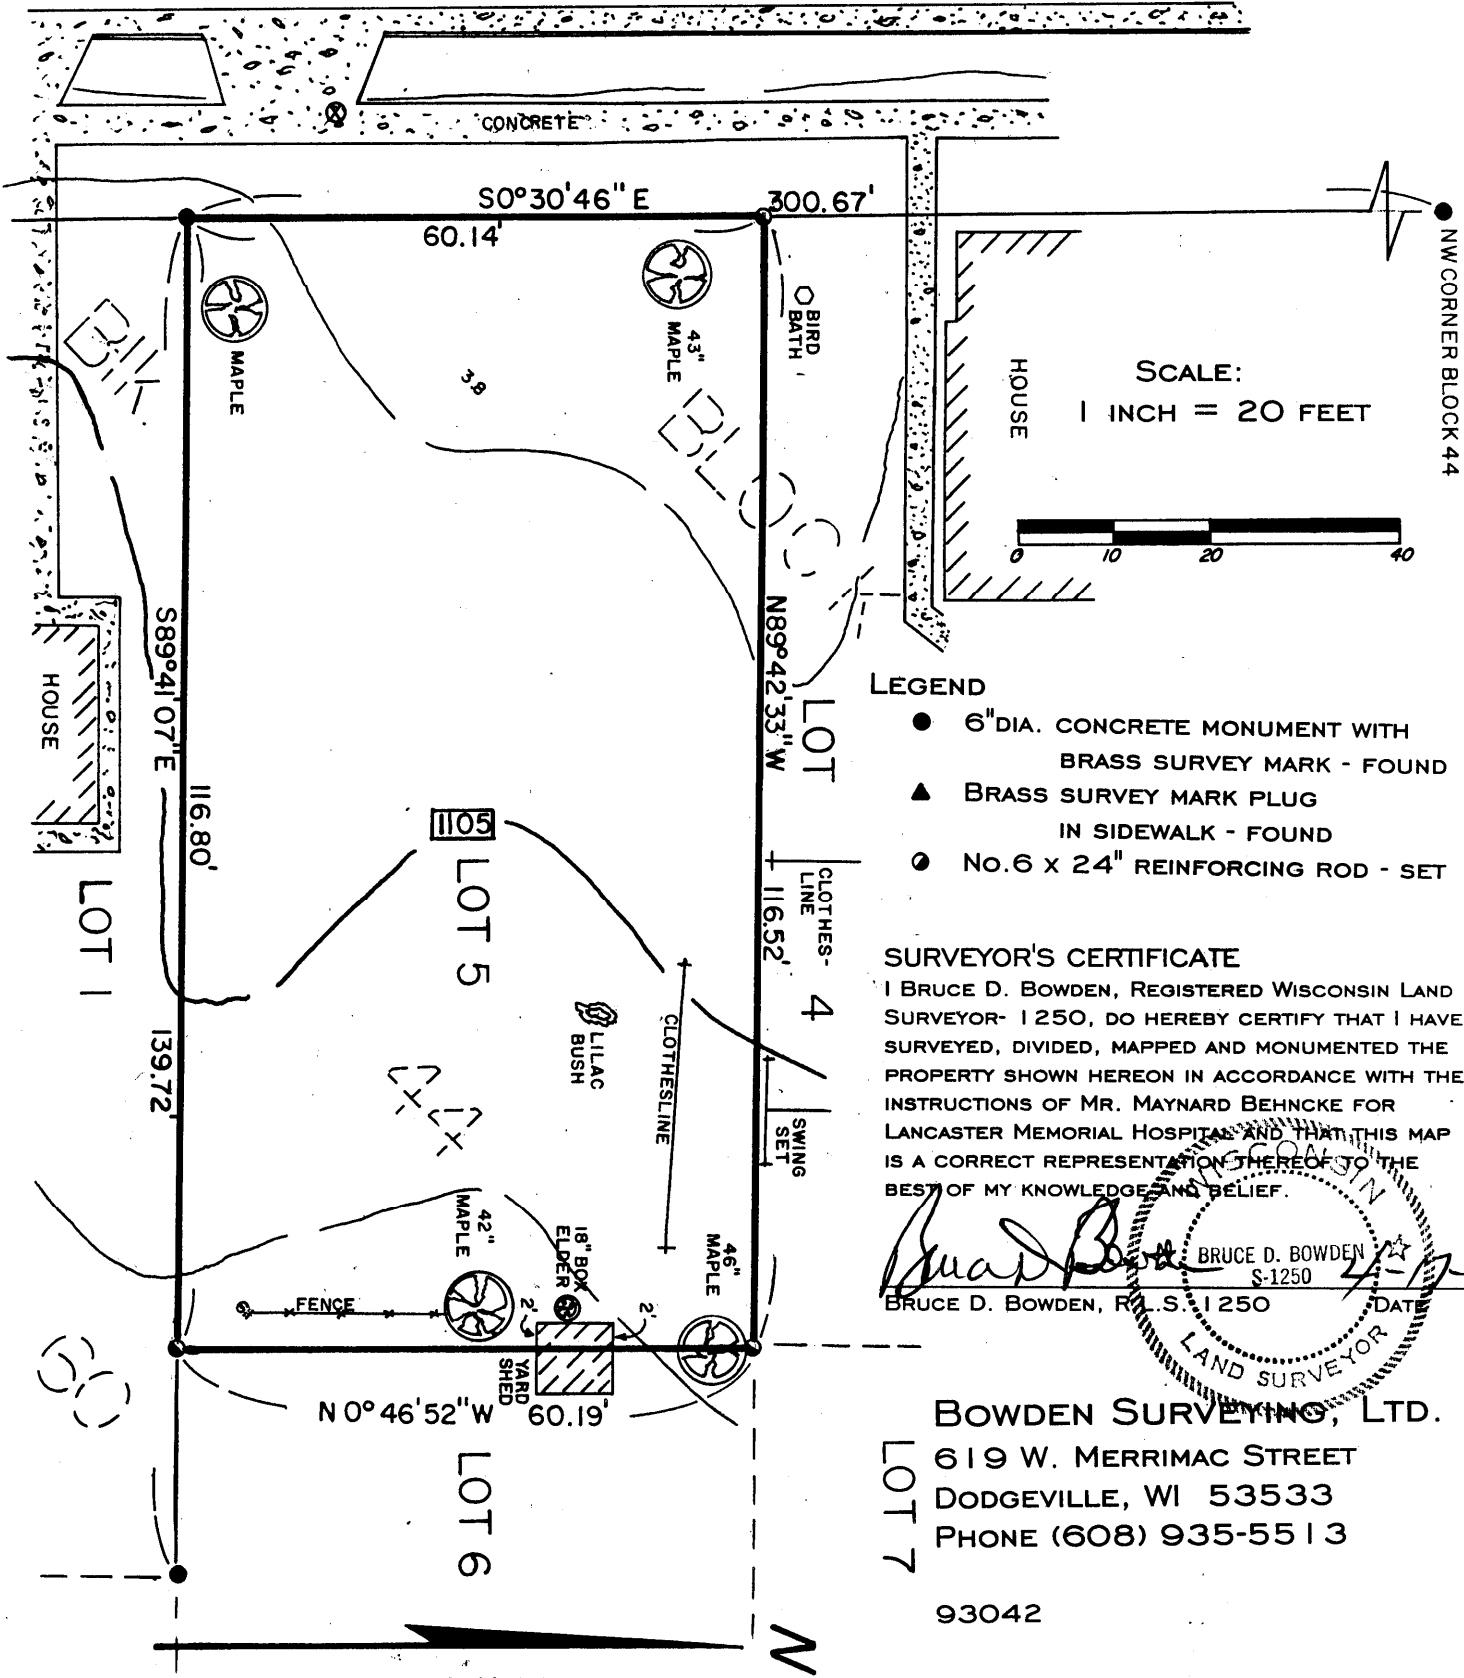 CONCRETE
S0°30'46" E
300.67'
60.14'
NW CORNER BLOCK 44
MAPLE
43"
MAPLE
BIRD
BATH
HOUSE
SCALE:
1 INCH = 20 FEET
0 10 20 40
Blk.
38
BLOC
S89°41'07"E
116.80'
139.72'
N89°42'33"W
116.52'
HOUSE
LOT 1
1105
LOT 5
LOT 4
CLOTHES-
LINE
LILAC
BUSH
CLOTHESLINE
SWING
SET
44
42"
MAPLE
18" BOX
ELDER
46"
MAPLE
FENCE
2'
2'
YARD
SHED
60
N 0°46'52"W 60.19'
LOT 6
LOT 7
N
LEGEND
6"DIA. CONCRETE MONUMENT WITH
BRASS SURVEY MARK - FOUND
BRASS SURVEY MARK PLUG
IN SIDEWALK - FOUND
No.6 x 24" REINFORCING ROD - SET
SURVEYOR'S CERTIFICATE
I BRUCE D. BOWDEN, REGISTERED WISCONSIN LAND
SURVEYOR- 1250, DO HEREBY CERTIFY THAT I HAVE
SURVEYED, DIVIDED, MAPPED AND MONUMENTED THE
PROPERTY SHOWN HEREON IN ACCORDANCE WITH THE
INSTRUCTIONS OF MR. MAYNARD BEHNCKE FOR
LANCASTER MEMORIAL HOSPITAL AND THAT THIS MAP
IS A CORRECT REPRESENTATION THEREOF TO THE
BEST OF MY KNOWLEDGE AND BELIEF.
Bruce D Bowden
BRUCE D. BOWDEN, R.L.S. 1250 DATE
WISCONSIN
BRUCE D. BOWDEN
S-1250
LAND SURVEYOR
BOWDEN SURVEYING, LTD.
619 W. MERRIMAC STREET
DODGEVILLE, WI 53533
PHONE (608) 935-5513
93042